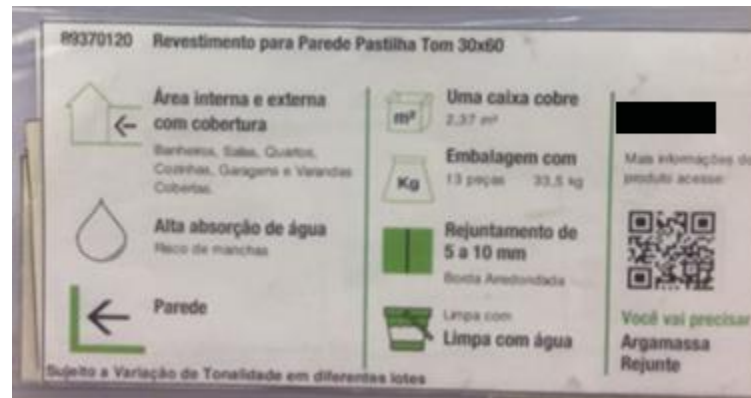 89370120 Revestimento para Parede Pastilha Tom 30x60
Área interna e externa
com cobertura
Banheiros, Salas, Quartos,
Cozinhas, Garagens e Varandas
Cobertas.
Alta absorção de água
Risco de manchas
Parede
m²
Uma caixa cobre
2,37 m²
Kg
Embalagem com
13 peças 33,5 kg
Rejuntamento de
5 a 10 mm
Borda Arredondada
Limpa com
Limpa com água
Mais informações do
produto acesse:
Você vai precisar
Argamassa
Rejunte
Sujeito a Variação de Tonalidade em diferentes lotes